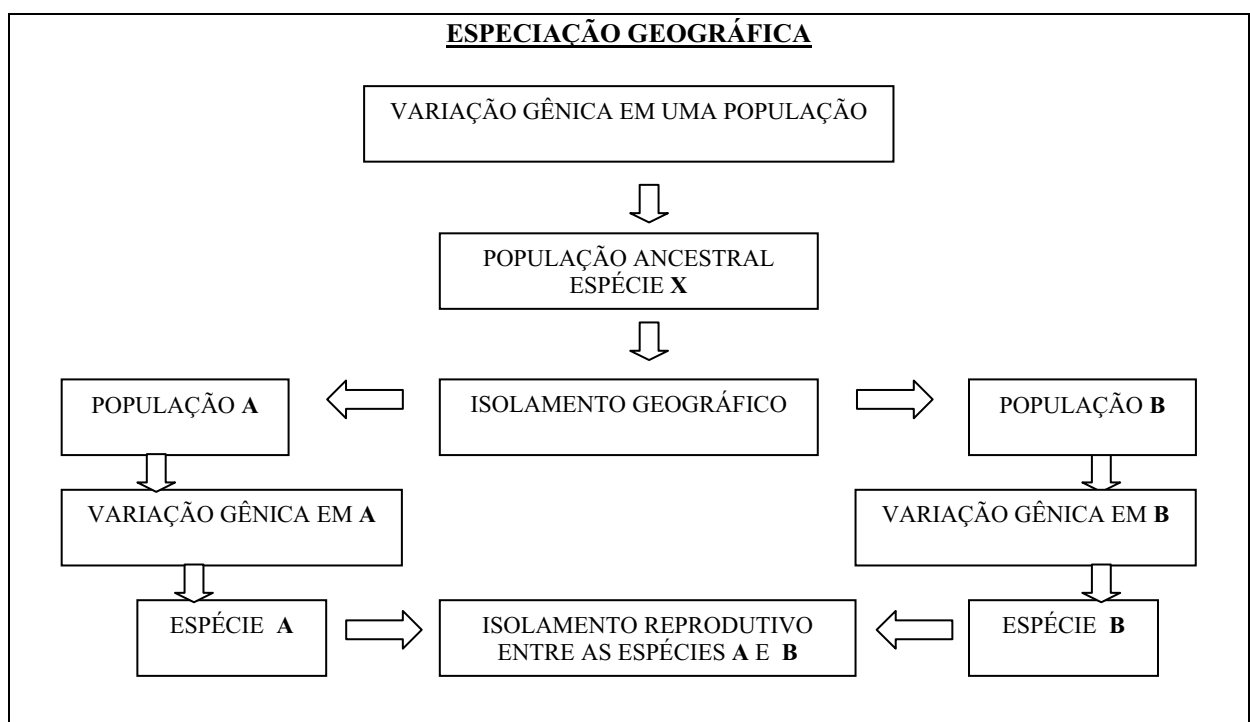 ESPECIAÇÃO GEOGRÁFICA
VARIAÇÃO GÊNICA EM UMA POPULAÇÃO
POPULAÇÃO ANCESTRAL
ESPÉCIE X
POPULAÇÃO A
ISOLAMENTO GEOGRÁFICO
POPULAÇÃO B
VARIAÇÃO GÊNICA EM A
VARIAÇÃO GÊNICA EM B
ESPÉCIE A
ISOLAMENTO REPRODUTIVO
ENTRE AS ESPÉCIES A E B
ESPÉCIE B